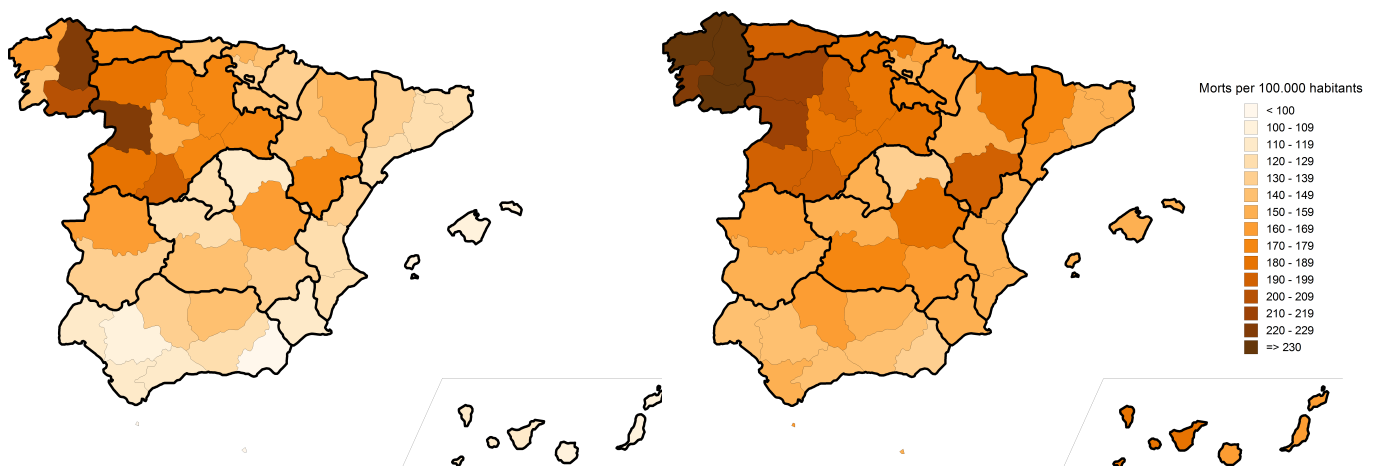 Morts per 100.000 habitants
< 100
100 - 109
110 - 119
120 - 129
130 - 139
140 - 149
150 - 159
160 - 169
170 - 179
180 - 189
190 - 199
200 - 209
210 - 219
220 - 229
=> 230